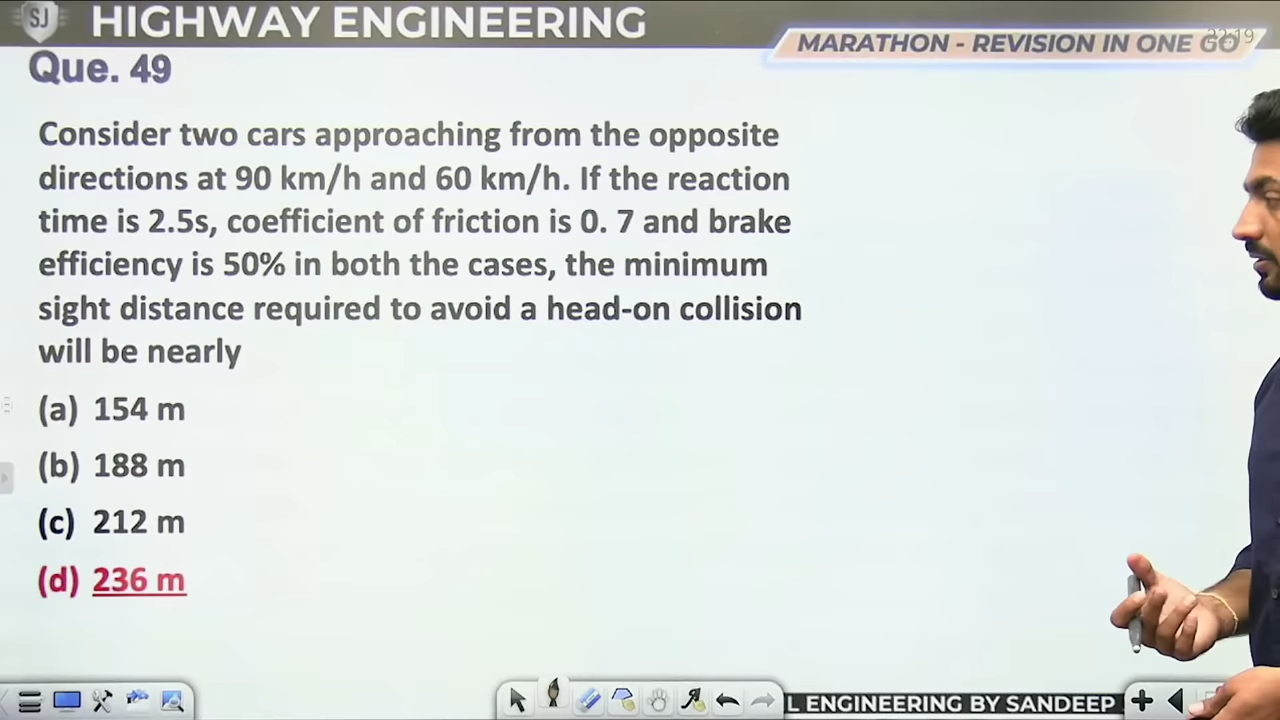 SJ
HIGHWAY ENGINEERING
MARATHON - REVISION IN ONE GO
22:19
Que. 49
Consider two cars approaching from the opposite
directions at 90 km/h and 60 km/h. If the reaction
time is 2.5s, coefficient of friction is 0. 7 and brake
efficiency is 50% in both the cases, the minimum
sight distance required to avoid a head-on collision
will be nearly
(a) 154 m
(b) 188 m
(c) 212 m
(d) 236 m
L ENGINEERING BY SANDEEP